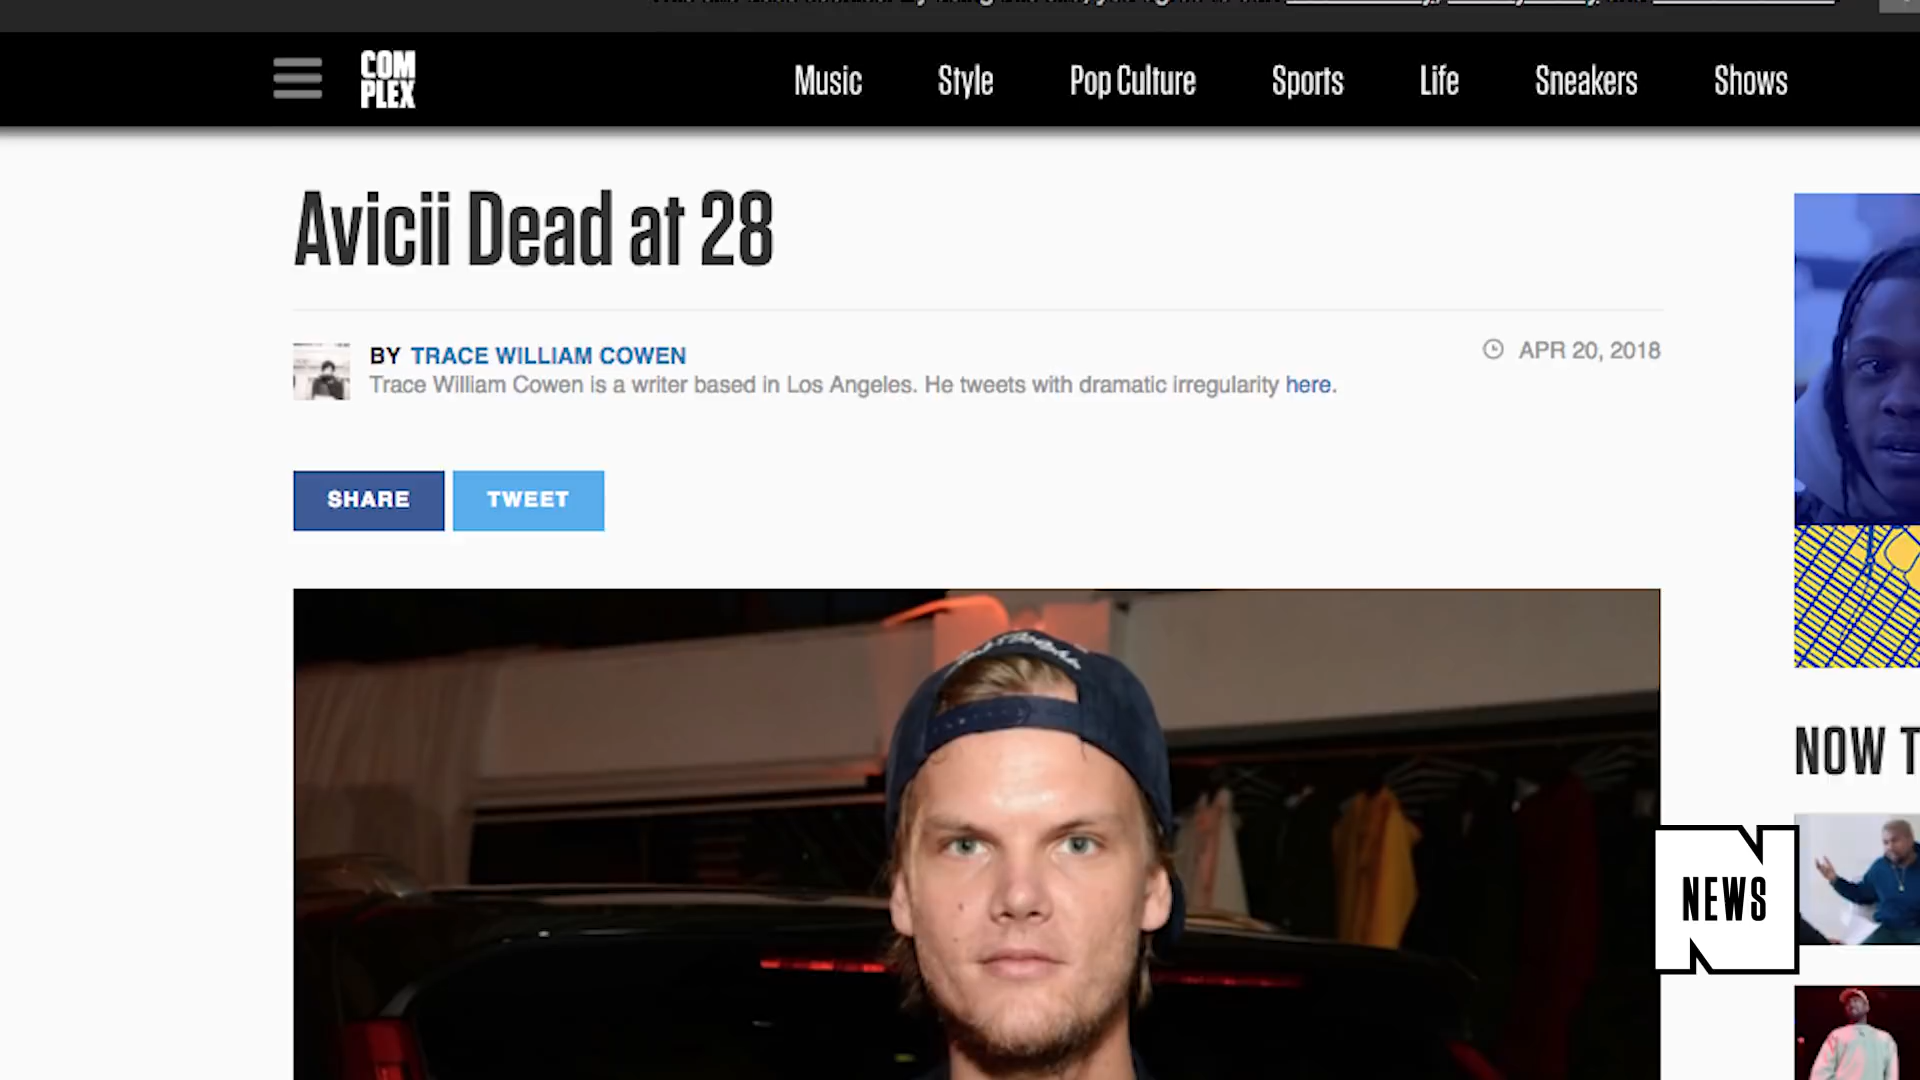 COM
PLEX
Music Style Pop Culture Sports Life Sneakers Shows
Avicii Dead at 28
BY TRACE WILLIAM COWEN
APR 20, 2018
Trace William Cowen is a writer based in Los Angeles. He tweets with dramatic irregularity here.
SHARE TWEET
NOW T
NEWS